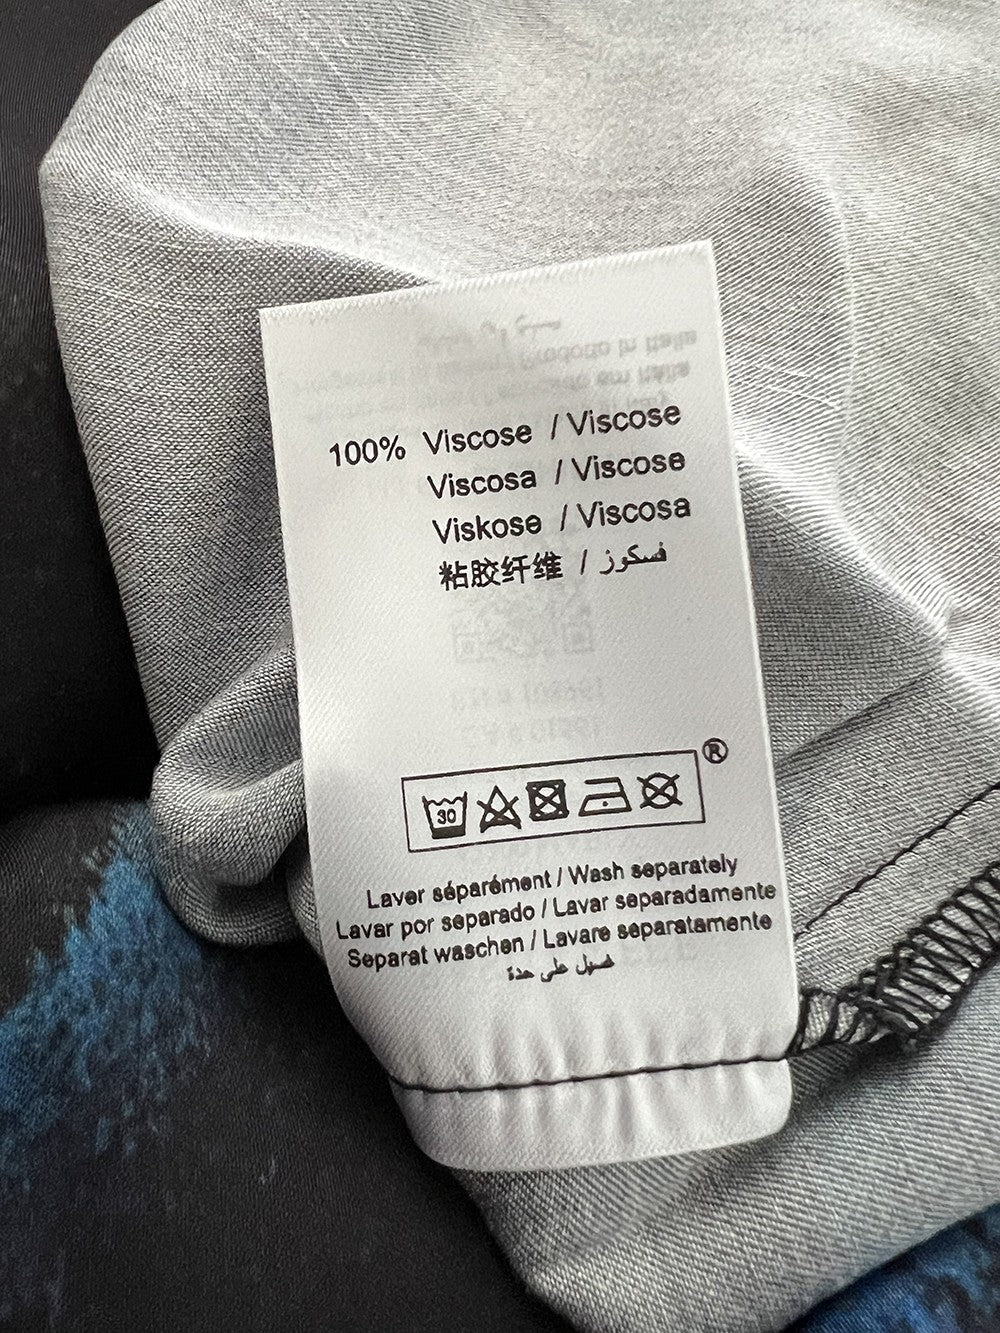 100% Viscose / Viscose
Viscosa / Viscose
Viskose / Viscosa
粘胶纤维 / فسكوز
®
30
Laver séparément / Wash separately
Lavar por separado / Lavar separadamente
Separat waschen / Lavare separatamente
غسيل على حدة